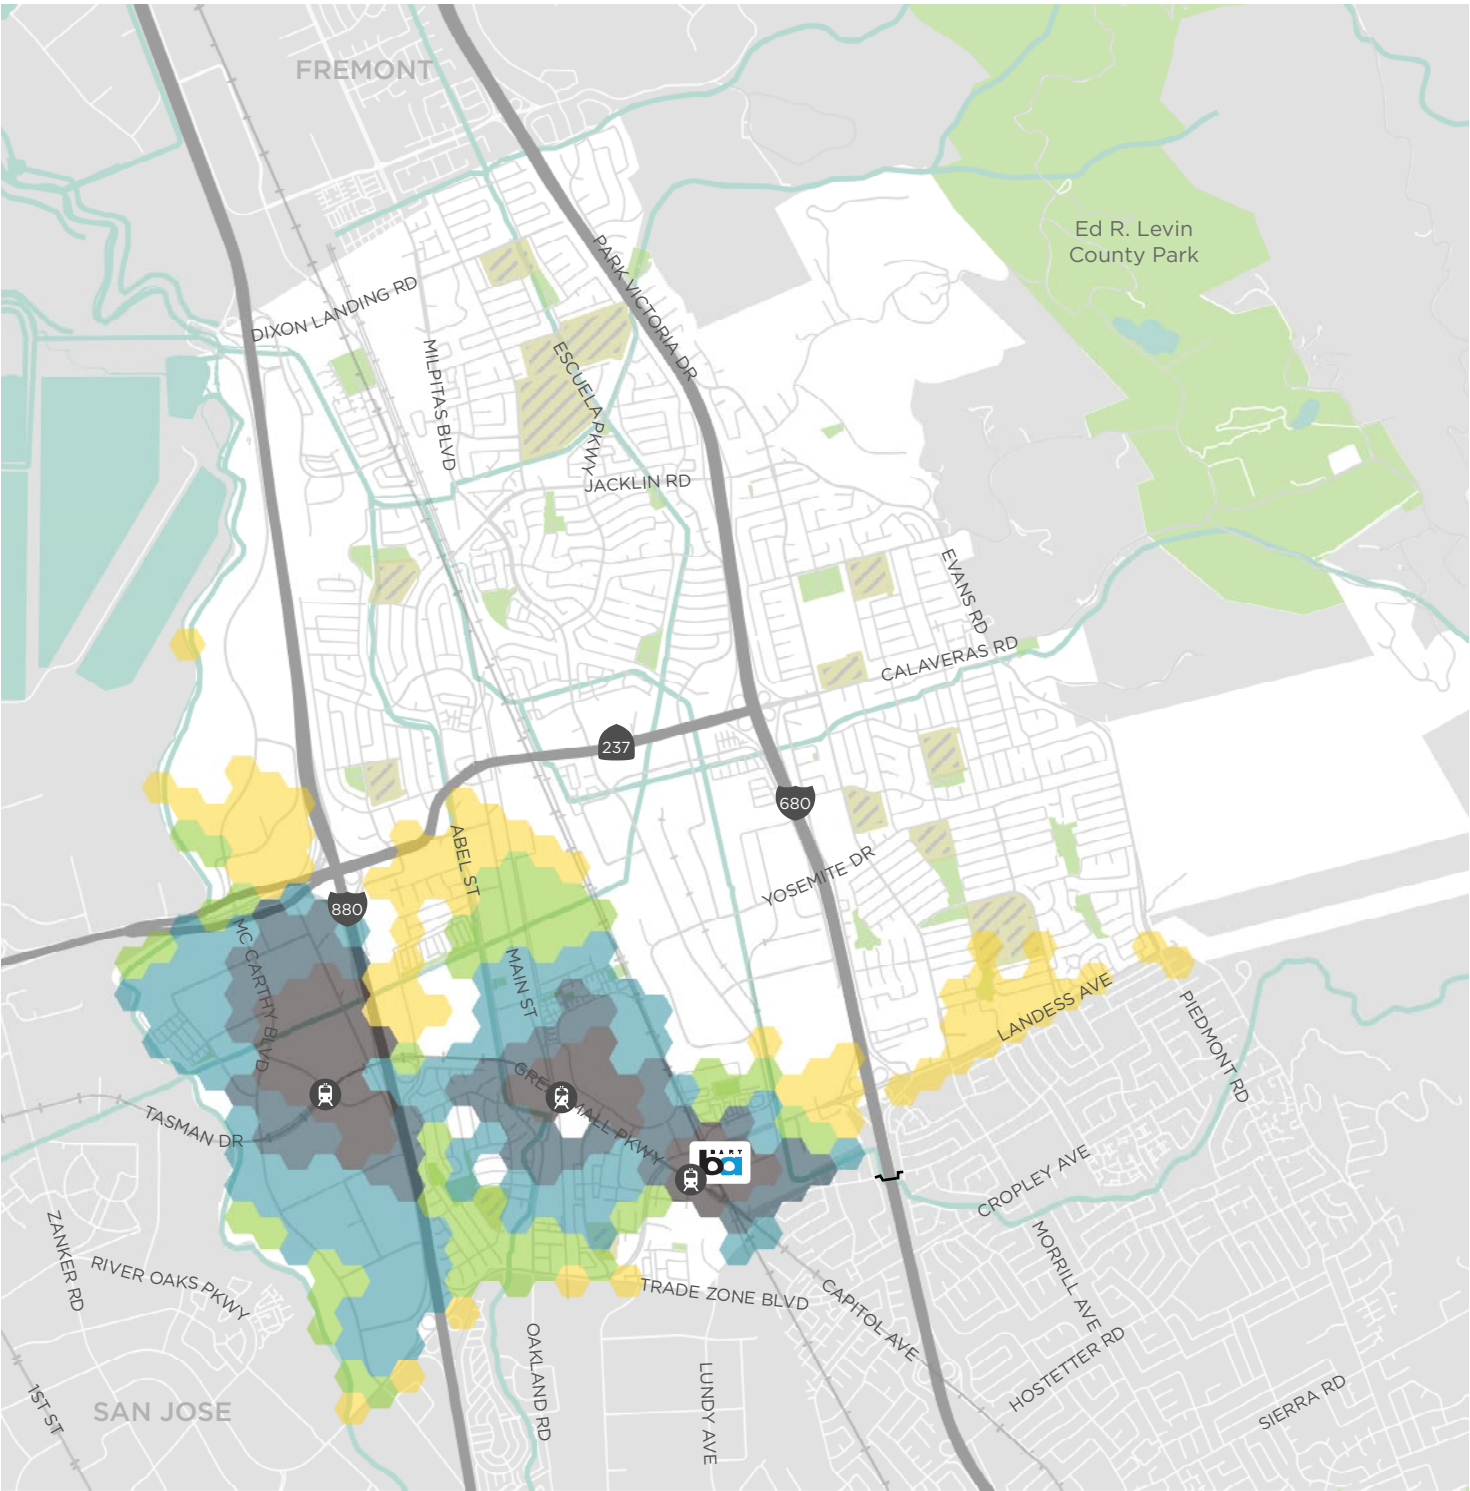 FREMONT
Ed R. Levin
County Park
PARK VICTORIA DR
DIXON LANDING RD
MILPITAS BLVD
ESCUELA PKWY
JACKLIN RD
EVANS RD
CALAVERAS RD
237
680
ABEL ST
YOSEMITE DR
880
MC CARTHY BLVD
MAIN ST
LANDESS AVE
PIEDMONT RD
GREAT MALL PKWY
TASMAN DR
BART
ba
CROPLEY AVE
ZANKER RD
RIVER OAKS PKWY
MORRILL AVE
TRADE ZONE BLVD
CAPITOL AVE
OAKLAND RD
LUNDY AVE
HOSTETTER RD
SIERRA RD
1ST ST
SAN JOSE